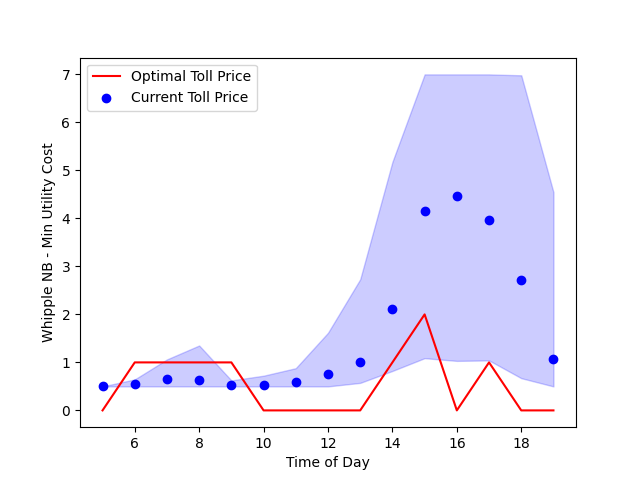 Optimal Toll Price
Current Toll Price
Whipple NB - Min Utility Cost
7
6
5
4
3
2
1
0
6 8 10 12 14 16 18
Time of Day